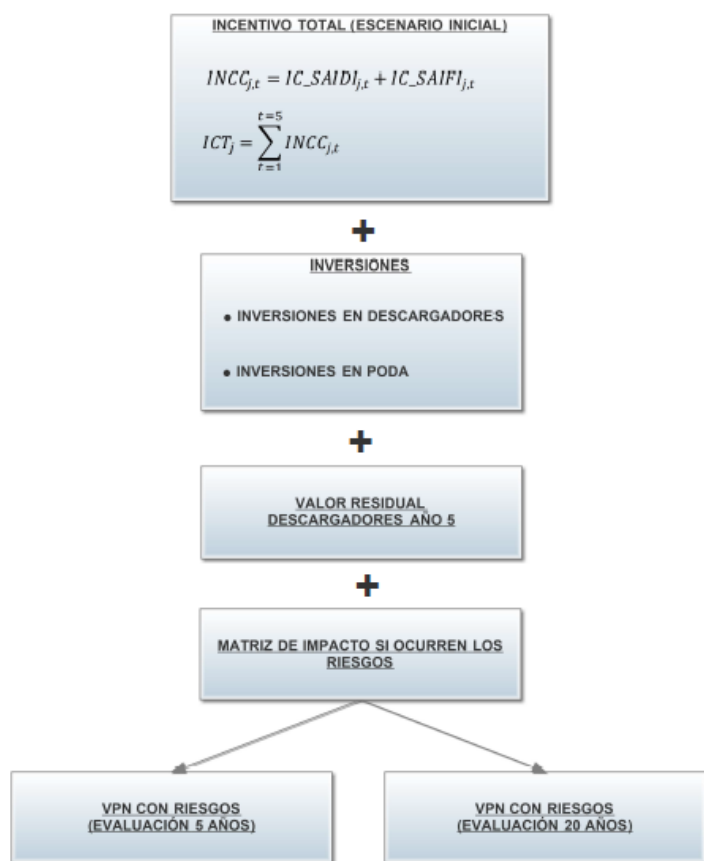 INCENTIVO TOTAL (ESCENARIO INICIAL)
INCC_{j,t} = IC_SAIDI_{j,t} + IC_SAIFI_{j,t}
ICT_j = \sum_{t=1}^{t=5} INCC_{j,t}
+
INVERSIONES
• INVERSIONES EN DESCARGADORES
• INVERSIONES EN PODA
+
VALOR RESIDUAL
DESCARGADORES AÑO 5
+
MATRIZ DE IMPACTO SI OCURREN LOS
RIESGOS
VPN CON RIESGOS
(EVALUACIÓN 5 AÑOS)
VPN CON RIESGOS
(EVALUACIÓN 20 AÑOS)